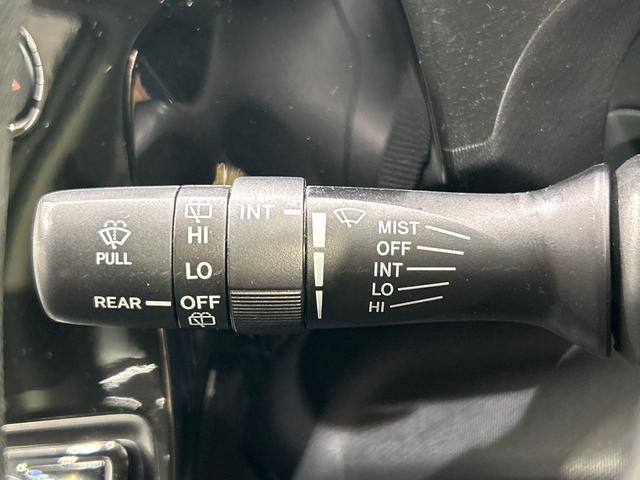 PULL
REAR
HI
LO
OFF
INT
MIST
OFF
INT
LO
HI